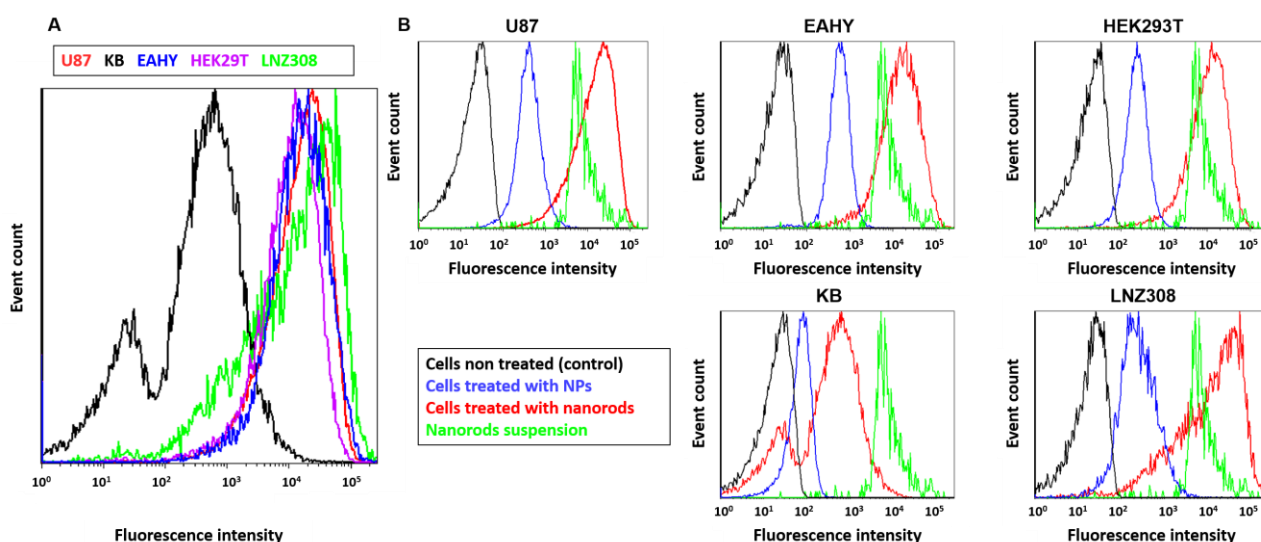 A
U87 KB EAHY HEK29T LNZ308
Event count
10⁰ 10¹ 10² 10³ 10⁴ 10⁵
Fluorescence intensity
B
U87
Event count
10⁰ 10¹ 10² 10³ 10⁴ 10⁵
Fluorescence intensity
EAHY
Event count
10⁰ 10¹ 10² 10³ 10⁴ 10⁵
Fluorescence intensity
HEK293T
Event count
10⁰ 10¹ 10² 10³ 10⁴ 10⁵
Fluorescence intensity
Cells non treated (control)
Cells treated with NPs
Cells treated with nanorods
Nanorods suspension
KB
Event count
10⁰ 10¹ 10² 10³ 10⁴ 10⁵
Fluorescence intensity
LNZ308
Event count
10⁰ 10¹ 10² 10³ 10⁴ 10⁵
Fluorescence intensity